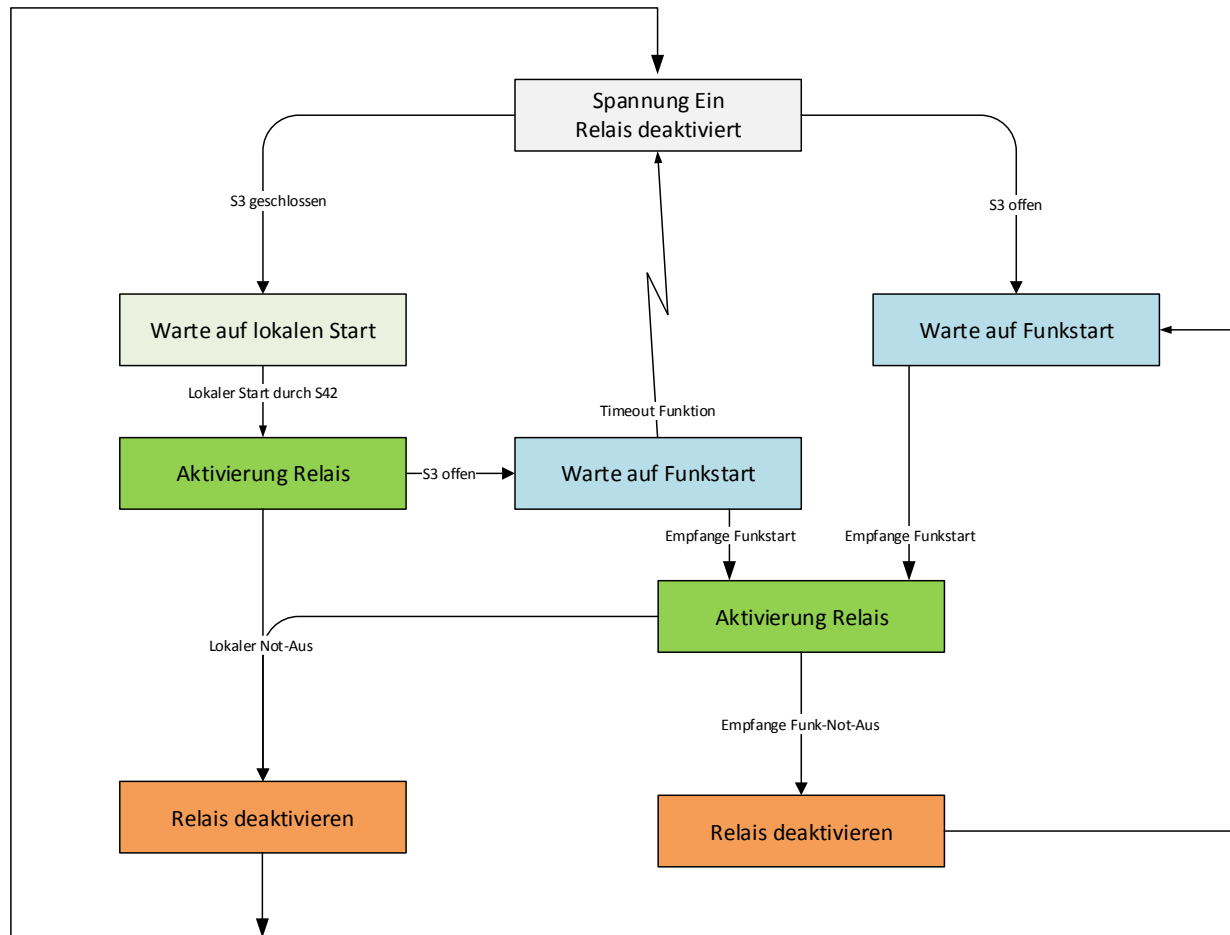 Spannung Ein
Relais deaktiviert
S3 geschlossen
S3 offen
Warte auf lokalen Start
Warte auf Funkstart
Lokaler Start durch S42
Timeout Funktion
Aktivierung Relais
S3 offen
Warte auf Funkstart
Empfange Funkstart
Empfange Funkstart
Aktivierung Relais
Lokaler Not-Aus
Empfange Funk-Not-Aus
Relais deaktivieren
Relais deaktivieren